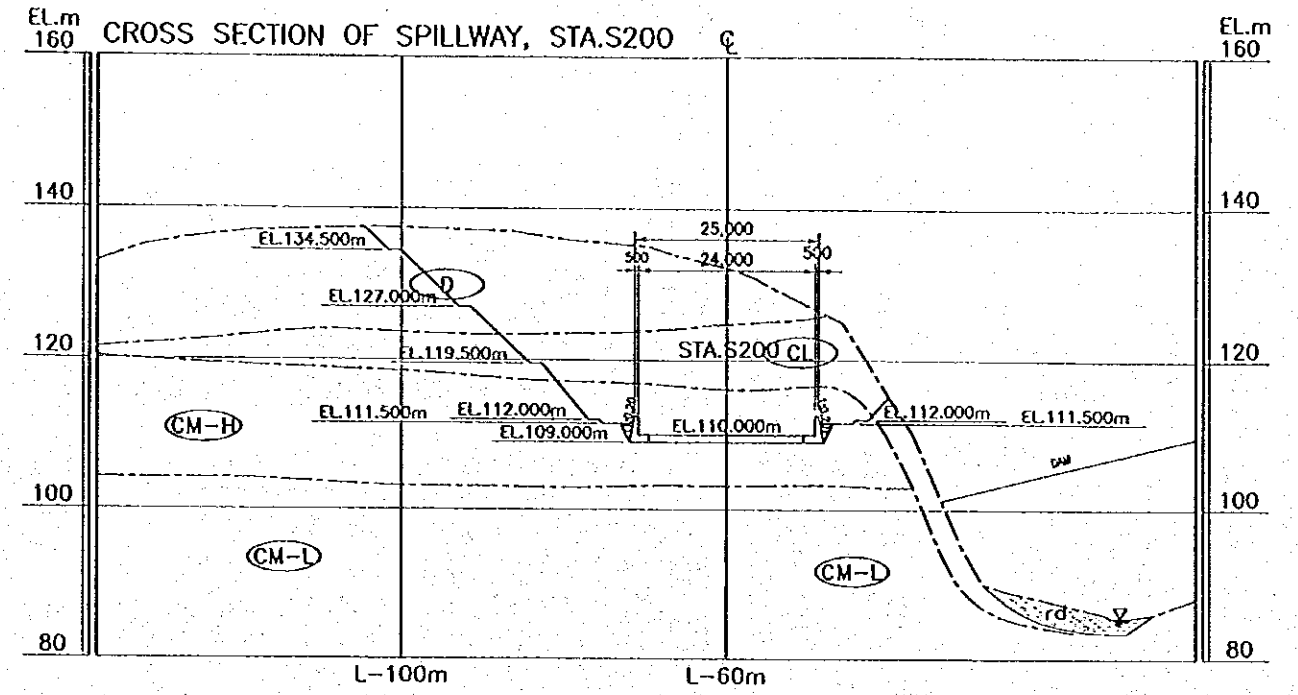 EL.m
160
CROSS SECTION OF SPILLWAY, STA.S200
℄
EL.m
160
140
140
25,000
EL.134.500m
500
24,000
500
D
EL.127.000m
120
EL.119.500m
STA.S200
CL
120
CM-H
EL.111.500m
EL.112.000m
EL.109.000m
EL.110.000m
EL.112.000m
EL.111.500m
DAM
100
100
CM-L
CM-L
rd
80
80
L-100m
L-60m